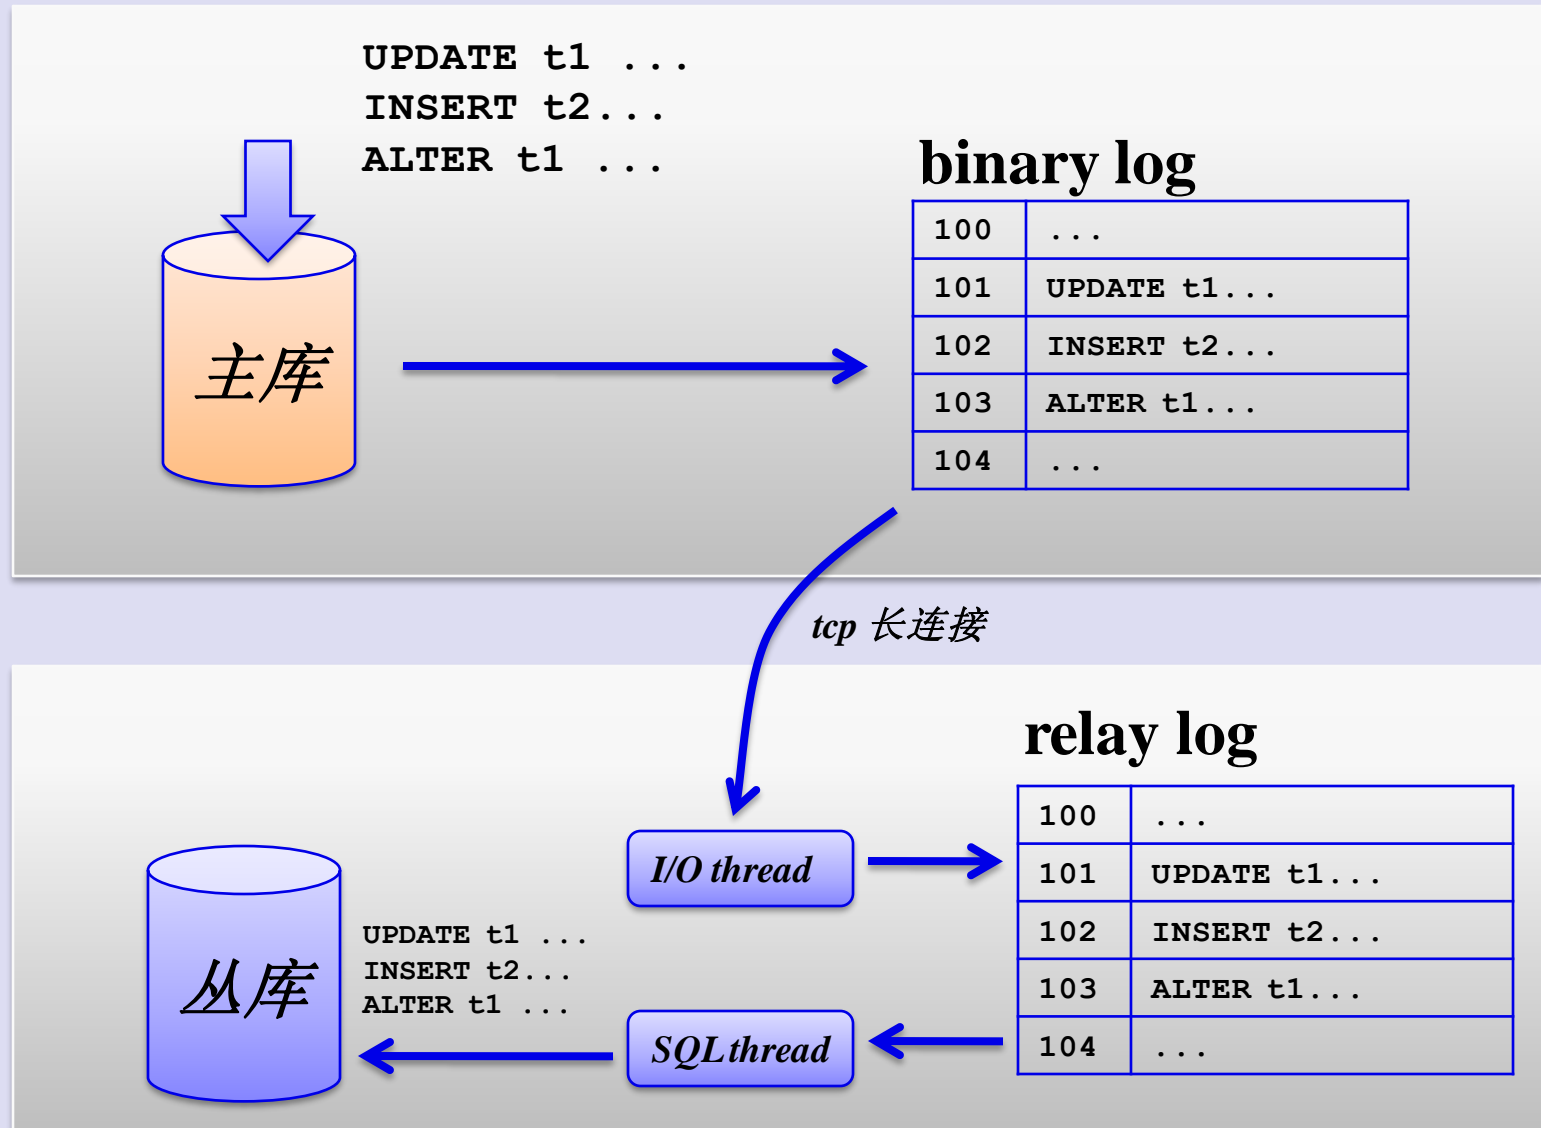 UPDATE t1 ...
INSERT t2...
ALTER t1 ...
主库
binary log
100 ...
101 UPDATE t1...
102 INSERT t2...
103 ALTER t1...
104 ...
tcp 长连接
relay log
100 ...
101 UPDATE t1...
102 INSERT t2...
103 ALTER t1...
104 ...
I/O thread
丛库
UPDATE t1 ...
INSERT t2...
ALTER t1 ...
SQL thread